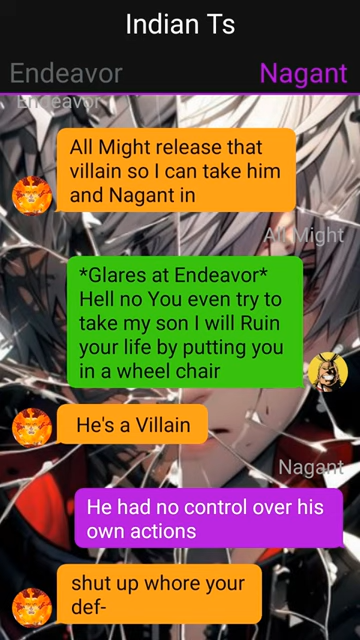 Indian Ts
Endeavor
Nagant
Endeavor
All Might release that
villain so I can take him
and Nagant in
All Might
*Glares at Endeavor*
Hell no You even try to
take my son I will Ruin
your life by putting you
in a wheel chair
He's a Villain
Nagant
He had no control over his
own actions
shut up whore your
def-